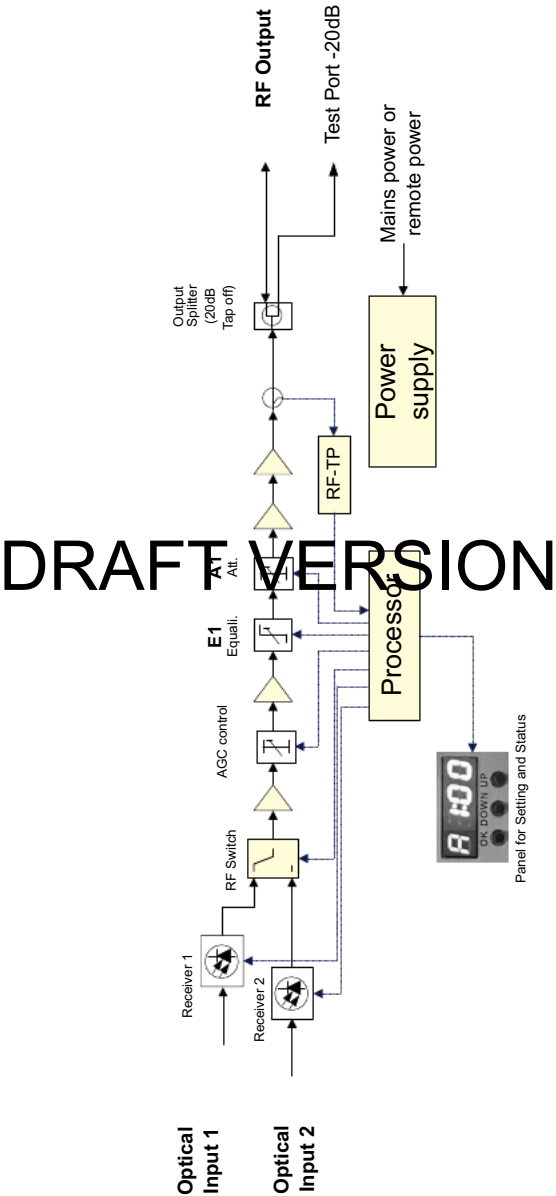 Optical
Input 1
Optical
Input 2
Receiver 1
Receiver 2
RF Switch
AGC control
E1
Equali.
A1
Att.
Output
Splitter
(20dB
Tap off)
RF Output
Test Port -20dB
RF-TP
Processor
Power
supply
Mains power or
remote power
A 1:00
OK DOWN UP
Panel for Setting and Status
DRAFT VERSION